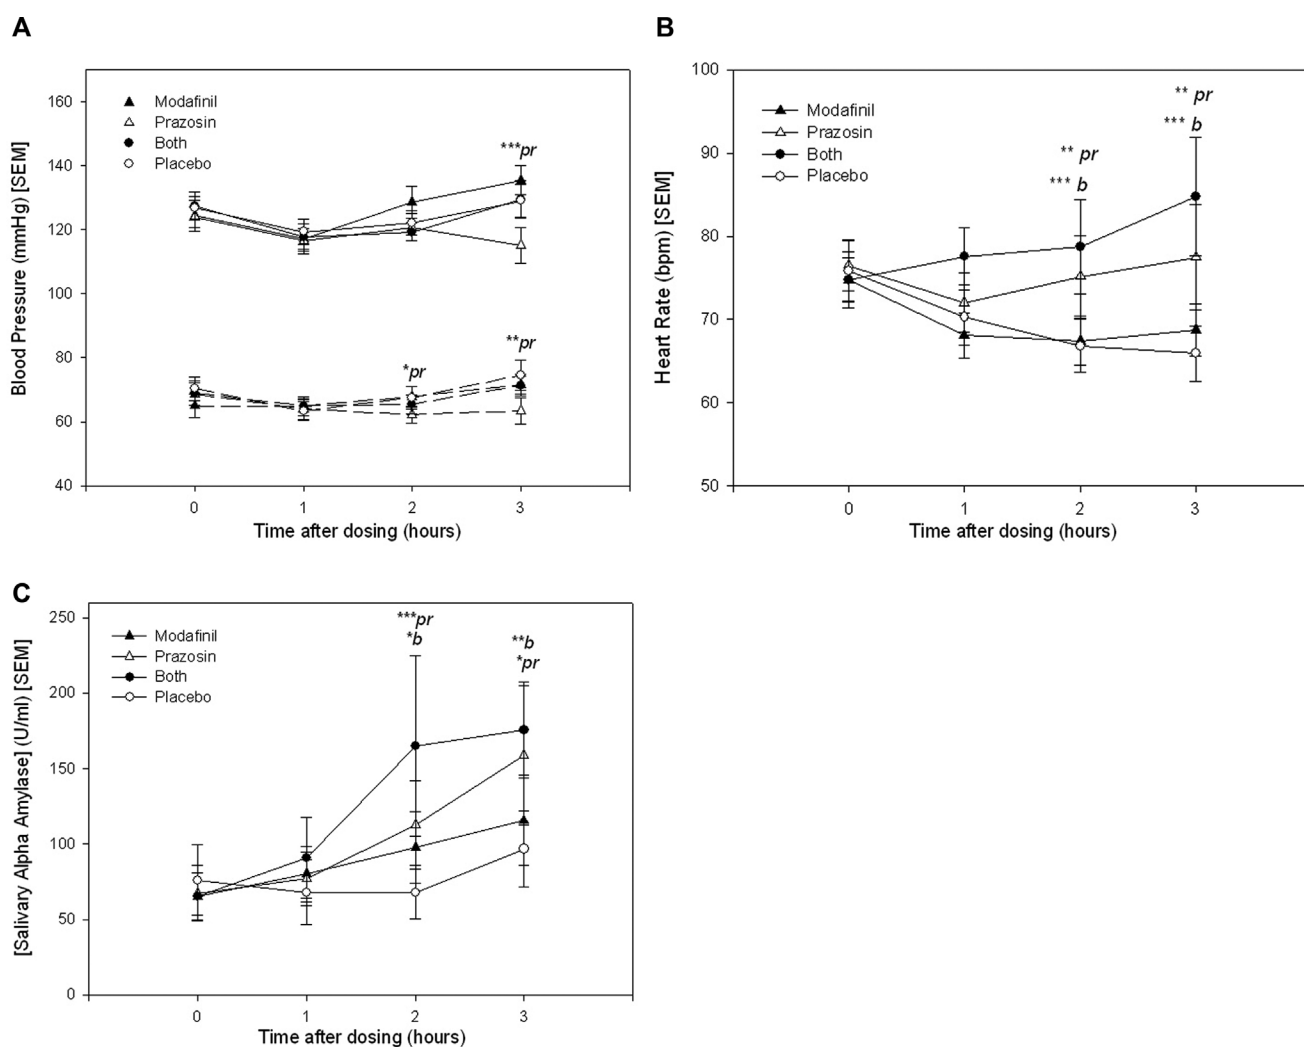 A
Blood Pressure (mmHg) [SEM]
160
140
120
100
80
60
40
Modafinil
Prazosin
Both
Placebo
***pr
*pr
**pr
0 1 2 3
Time after dosing (hours)
B
Heart Rate (bpm) [SEM]
100
90
80
70
60
50
Modafinil
Prazosin
Both
Placebo
** pr
*** b
** pr
*** b
0 1 2 3
Time after dosing (hours)
C
[Salivary Alpha Amylase] (U/ml) [SEM]
250
200
150
100
50
0
Modafinil
Prazosin
Both
Placebo
***pr
*b
**b
*pr
0 1 2 3
Time after dosing (hours)